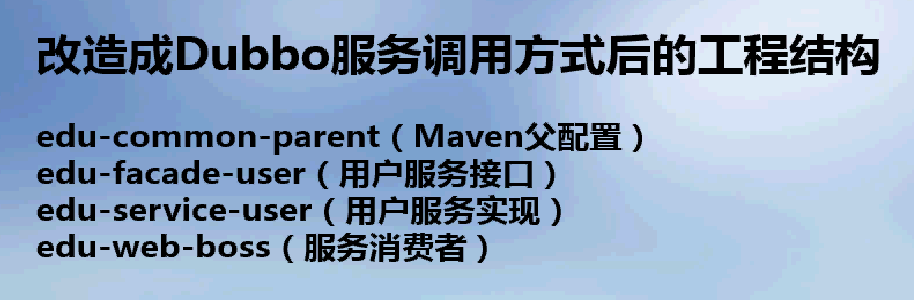 改造成Dubbo服务调用方式后的工程结构
edu-common-parent（Maven父配置）
edu-facade-user（用户服务接口）
edu-service-user（用户服务实现）
edu-web-boss（服务消费者）